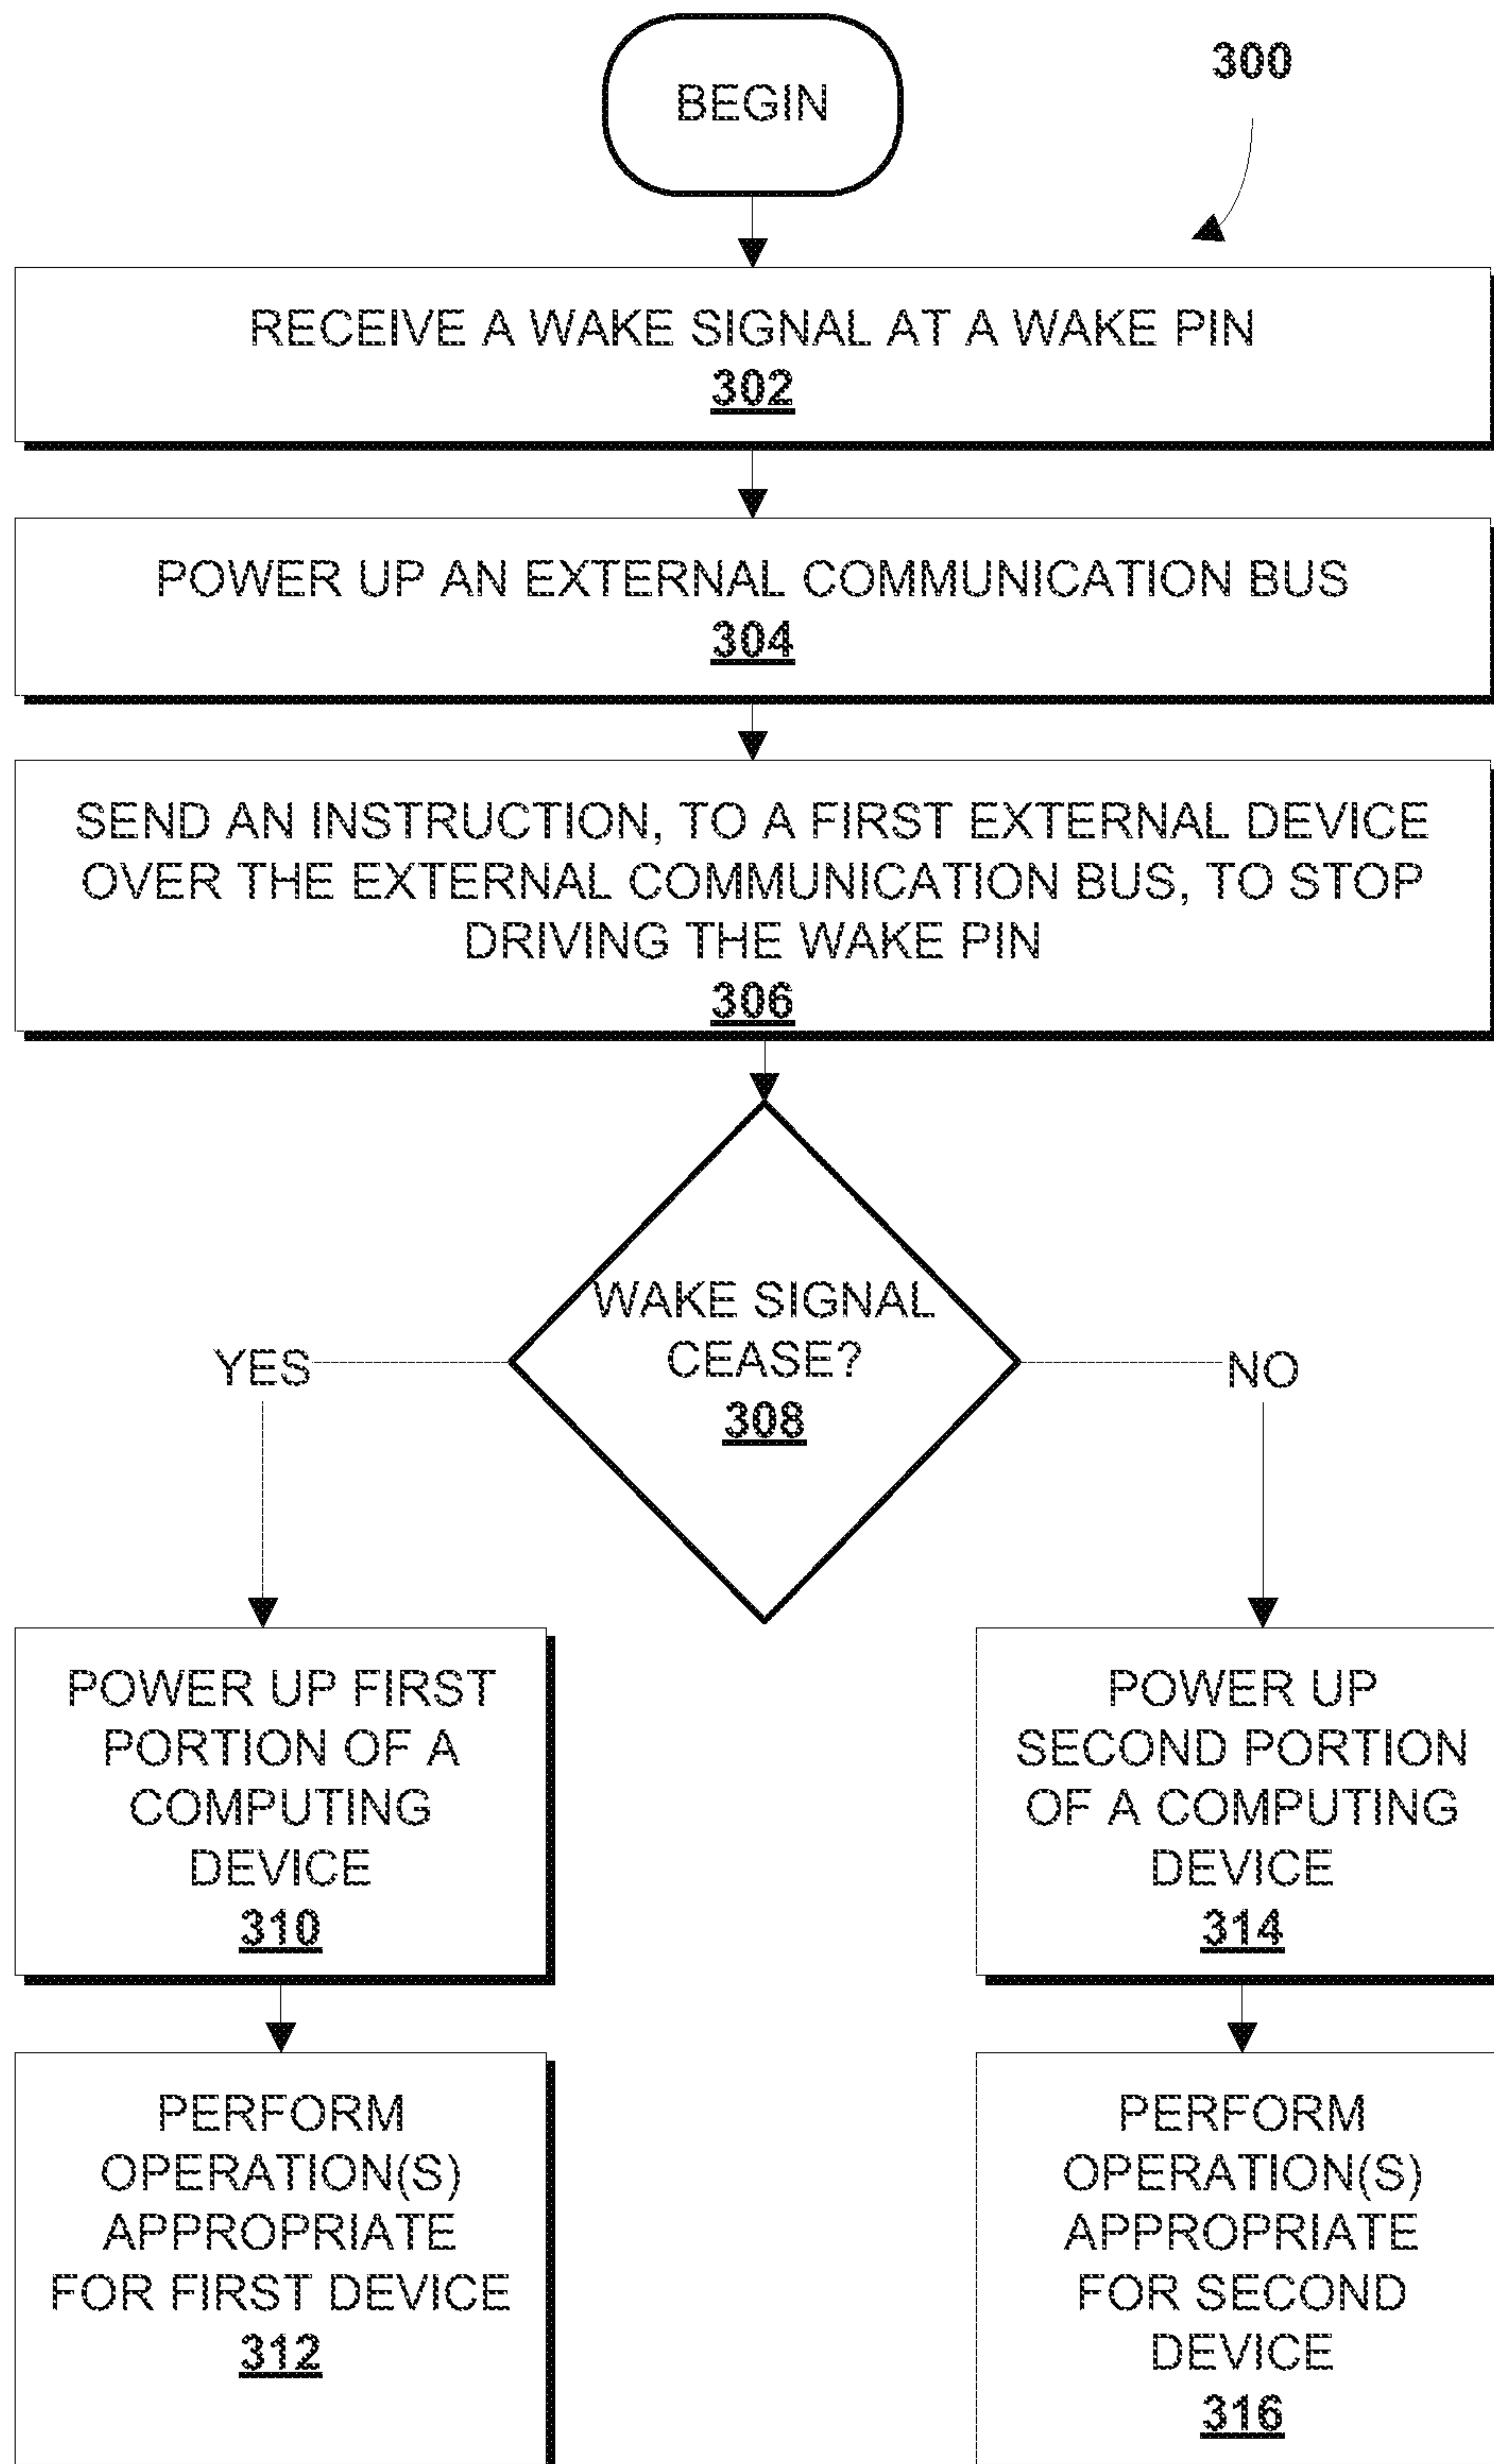 BEGIN
300
RECEIVE A WAKE SIGNAL AT A WAKE PIN
302
POWER UP AN EXTERNAL COMMUNICATION BUS
304
SEND AN INSTRUCTION, TO A FIRST EXTERNAL DEVICE
OVER THE EXTERNAL COMMUNICATION BUS, TO STOP
DRIVING THE WAKE PIN
306
WAKE SIGNAL
CEASE?
308
YES
NO
POWER UP FIRST
PORTION OF A
COMPUTING
DEVICE
310
POWER UP
SECOND PORTION
OF A COMPUTING
DEVICE
314
PERFORM
OPERATION(S)
APPROPRIATE
FOR FIRST DEVICE
312
PERFORM
OPERATION(S)
APPROPRIATE
FOR SECOND
DEVICE
316